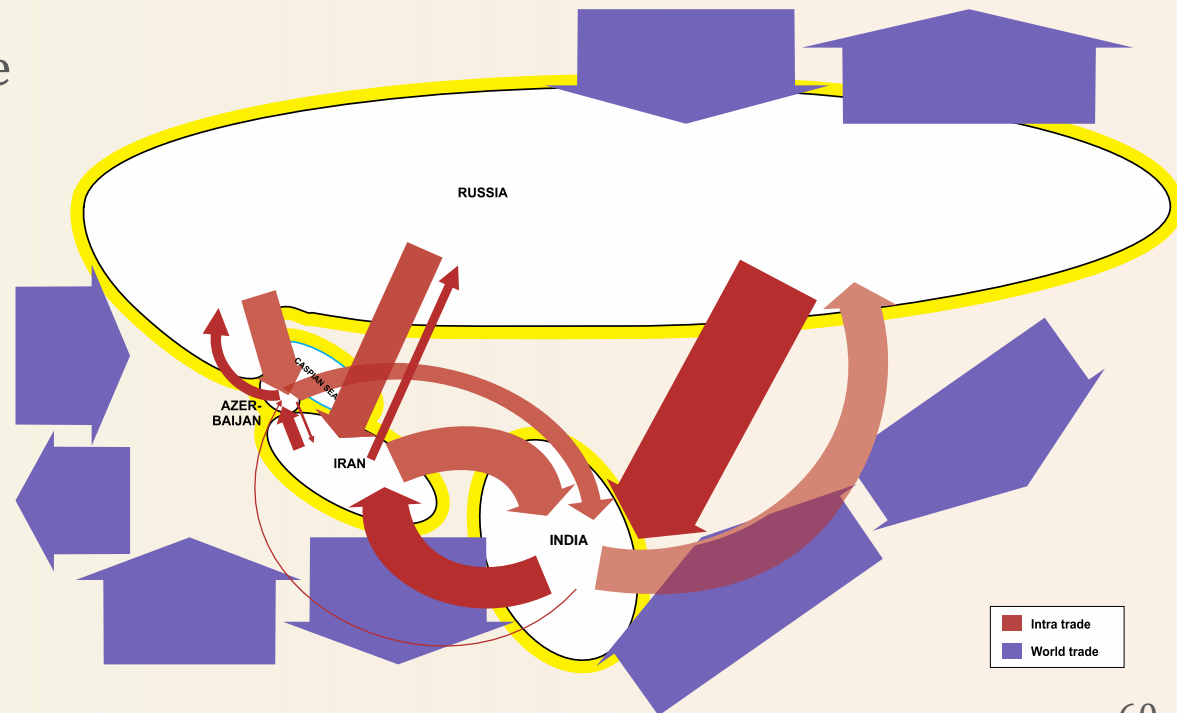 e
RUSSIA
CASPIAN SEA
AZER-
BAIJAN
IRAN
INDIA
Intra trade
World trade